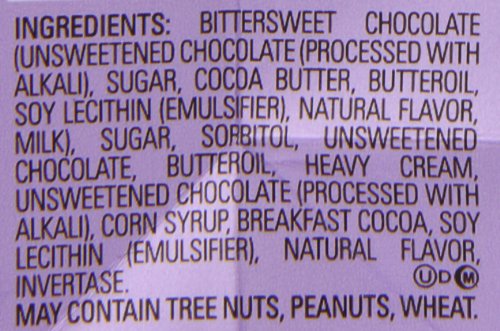 INGREDIENTS: BITTERSWEET CHOCOLATE
(UNSWEETENED CHOCOLATE (PROCESSED WITH
ALKALI), SUGAR, COCOA BUTTER, BUTTEROIL,
SOY LECITHIN (EMULSIFIER), NATURAL FLAVOR,
MILK), SUGAR, SORBITOL, UNSWEETENED
CHOCOLATE, BUTTEROIL, HEAVY CREAM,
UNSWEETENED CHOCOLATE (PROCESSED WITH
ALKALI), CORN SYRUP, BREAKFAST COCOA, SOY
LECITHIN (EMULSIFIER), NATURAL FLAVOR,
INVERTASE. Ⓤ D Ⓜ
MAY CONTAIN TREE NUTS, PEANUTS, WHEAT.